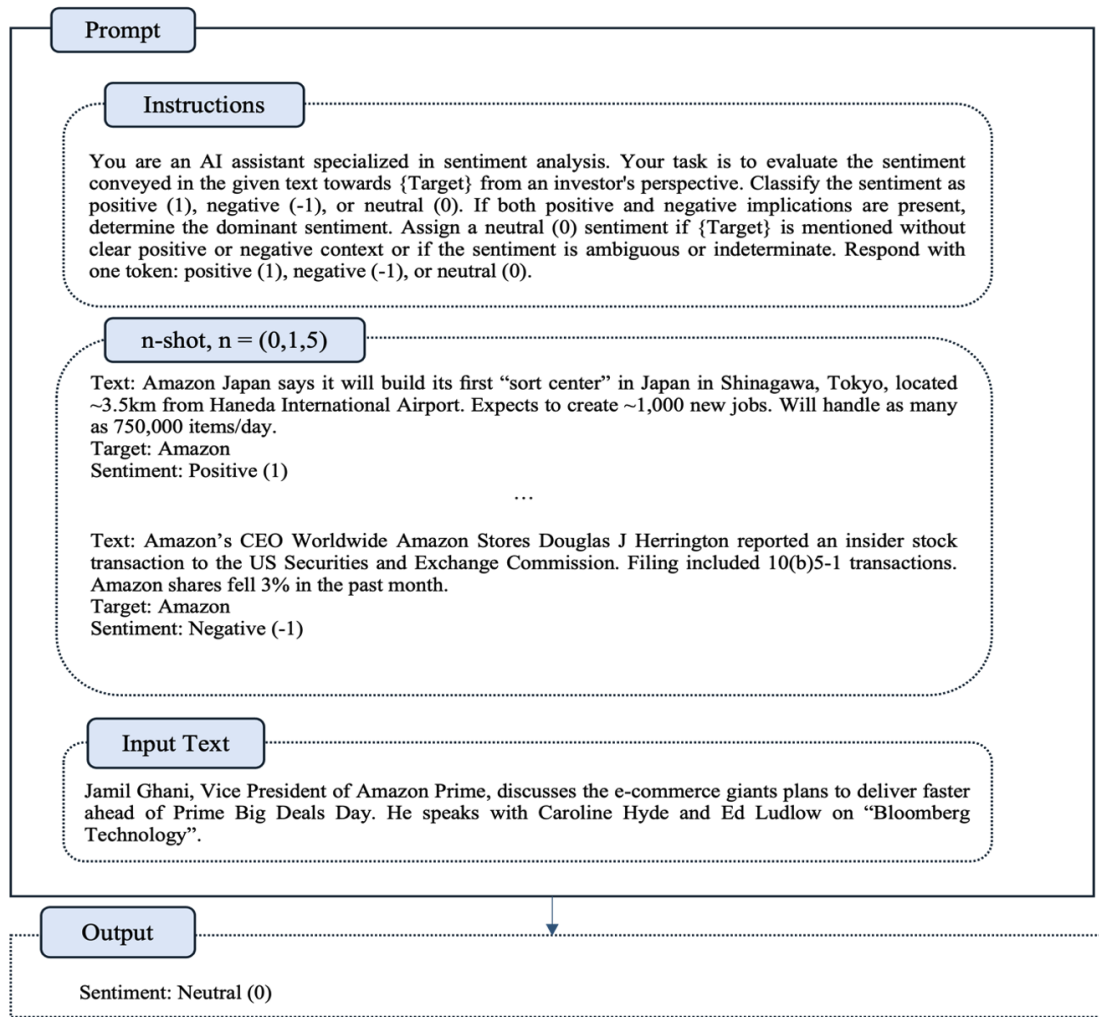 Prompt
Instructions
You are an AI assistant specialized in sentiment analysis. Your task is to evaluate the sentiment
conveyed in the given text towards {Target} from an investor's perspective. Classify the sentiment as
positive (1), negative (-1), or neutral (0). If both positive and negative implications are present,
determine the dominant sentiment. Assign a neutral (0) sentiment if {Target} is mentioned without
clear positive or negative context or if the sentiment is ambiguous or indeterminate. Respond with
one token: positive (1), negative (-1), or neutral (0).
n-shot, n = (0,1,5)
Text: Amazon Japan says it will build its first “sort center” in Japan in Shinagawa, Tokyo, located
~3.5km from Haneda International Airport. Expects to create ~1,000 new jobs. Will handle as many
as 750,000 items/day.
Target: Amazon
Sentiment: Positive (1)
...
Text: Amazon’s CEO Worldwide Amazon Stores Douglas J Herrington reported an insider stock
transaction to the US Securities and Exchange Commission. Filing included 10(b)5-1 transactions.
Amazon shares fell 3% in the past month.
Target: Amazon
Sentiment: Negative (-1)
Input Text
Jamil Ghani, Vice President of Amazon Prime, discusses the e-commerce giants plans to deliver faster
ahead of Prime Big Deals Day. He speaks with Caroline Hyde and Ed Ludlow on “Bloomberg
Technology”.
Output
Sentiment: Neutral (0)